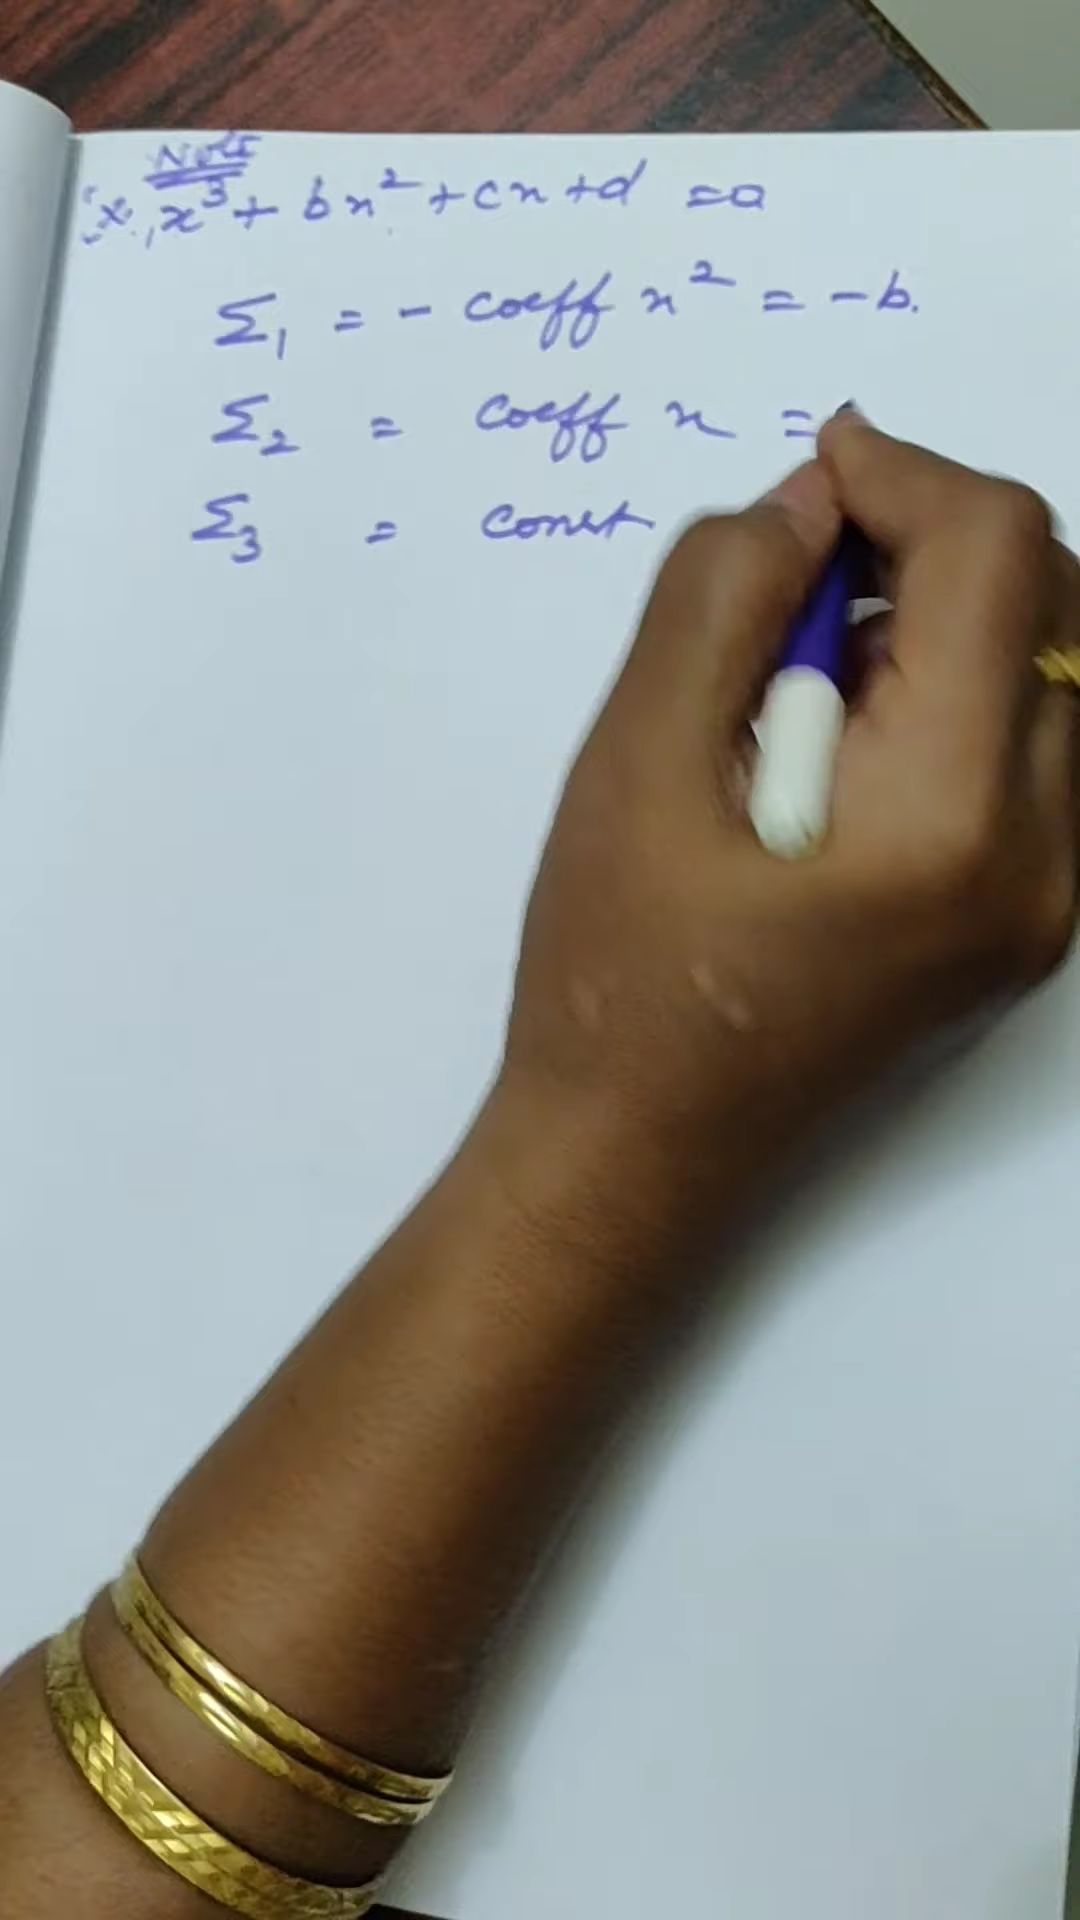 Note
x³ + bx² + cx + d = 0
Σ₁ = - coeff x² = -b.
Σ₂ = coeff x =
Σ₃ = const